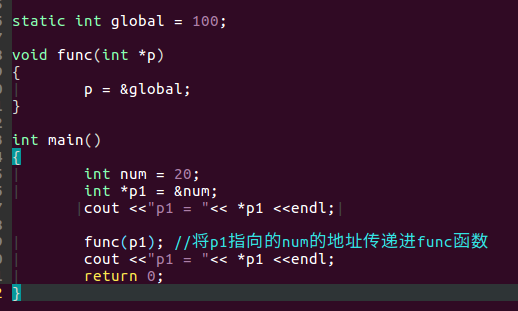 static int global = 100;
void func(int *p)
{
p = &global;
}
int main()
{
int num = 20;
int *p1 = &num;
cout <<"p1 = "<< *p1 <<endl;
func(p1); //将p1指向的num的地址传递进func函数
cout <<"p1 = "<< *p1 <<endl;
return 0;
}